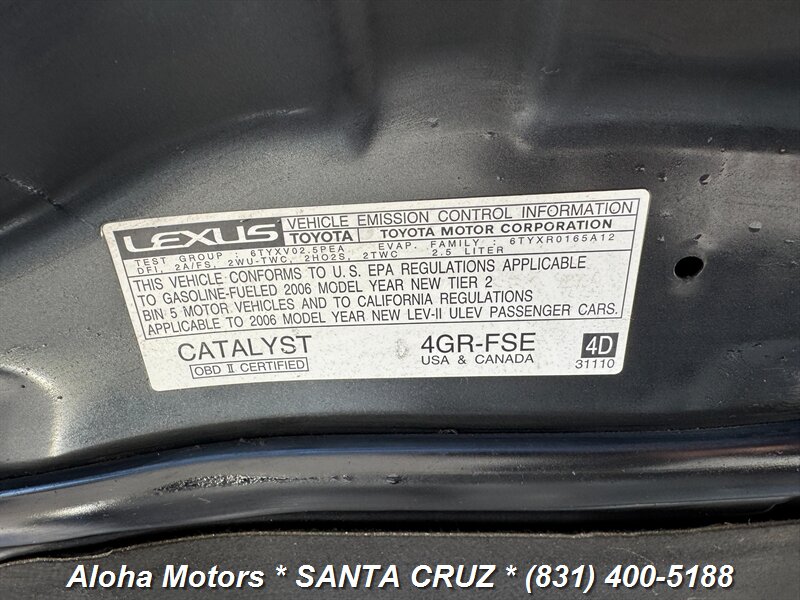 LEXUS VEHICLE EMISSION CONTROL INFORMATION
TOYOTA TOYOTA MOTOR CORPORATION
TEST GROUP : 6TYXV02.5PEA EVAP. FAMILY : 6TYXR0165A12
DFI, 2A/FS, 2WU-TWC, 2HO2S, 2TWC 2.5 LITER
THIS VEHICLE CONFORMS TO U.S. EPA REGULATIONS APPLICABLE
TO GASOLINE-FUELED 2006 MODEL YEAR NEW TIER 2
BIN 5 MOTOR VEHICLES AND TO CALIFORNIA REGULATIONS
APPLICABLE TO 2006 MODEL YEAR NEW LEV-II ULEV PASSENGER CARS.
CATALYST 4GR-FSE 4D
OBD II CERTIFIED USA & CANADA 31110
Aloha Motors * SANTA CRUZ * (831) 400-5188